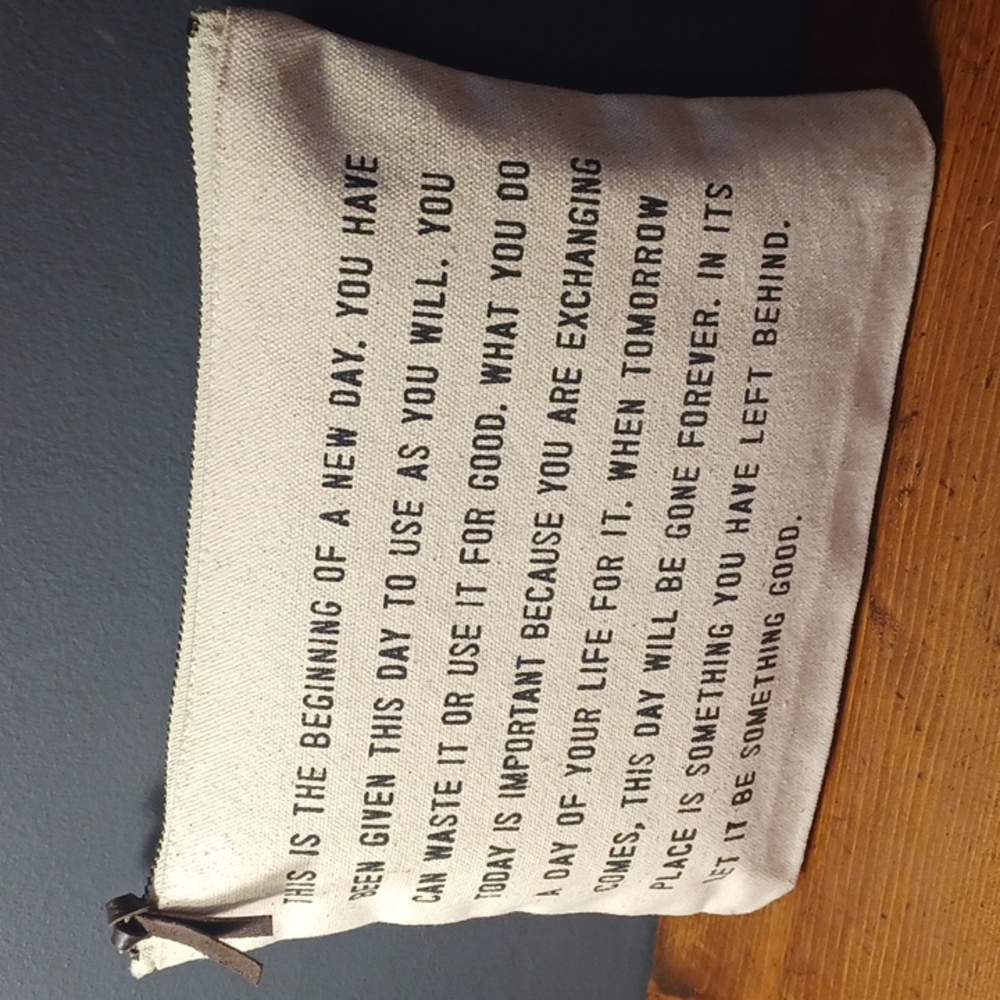 THIS IS THE BEGINNING OF A NEW DAY. YOU HAVE
BEEN GIVEN THIS DAY TO USE AS YOU WILL. YOU
CAN WASTE IT OR USE IT FOR GOOD. WHAT YOU DO
TODAY IS IMPORTANT BECAUSE YOU ARE EXCHANGING
A DAY OF YOUR LIFE FOR IT. WHEN TOMORROW
COMES, THIS DAY WILL BE GONE FOREVER. IN ITS
PLACE IS SOMETHING YOU HAVE LEFT BEHIND.
LET IT BE SOMETHING GOOD.